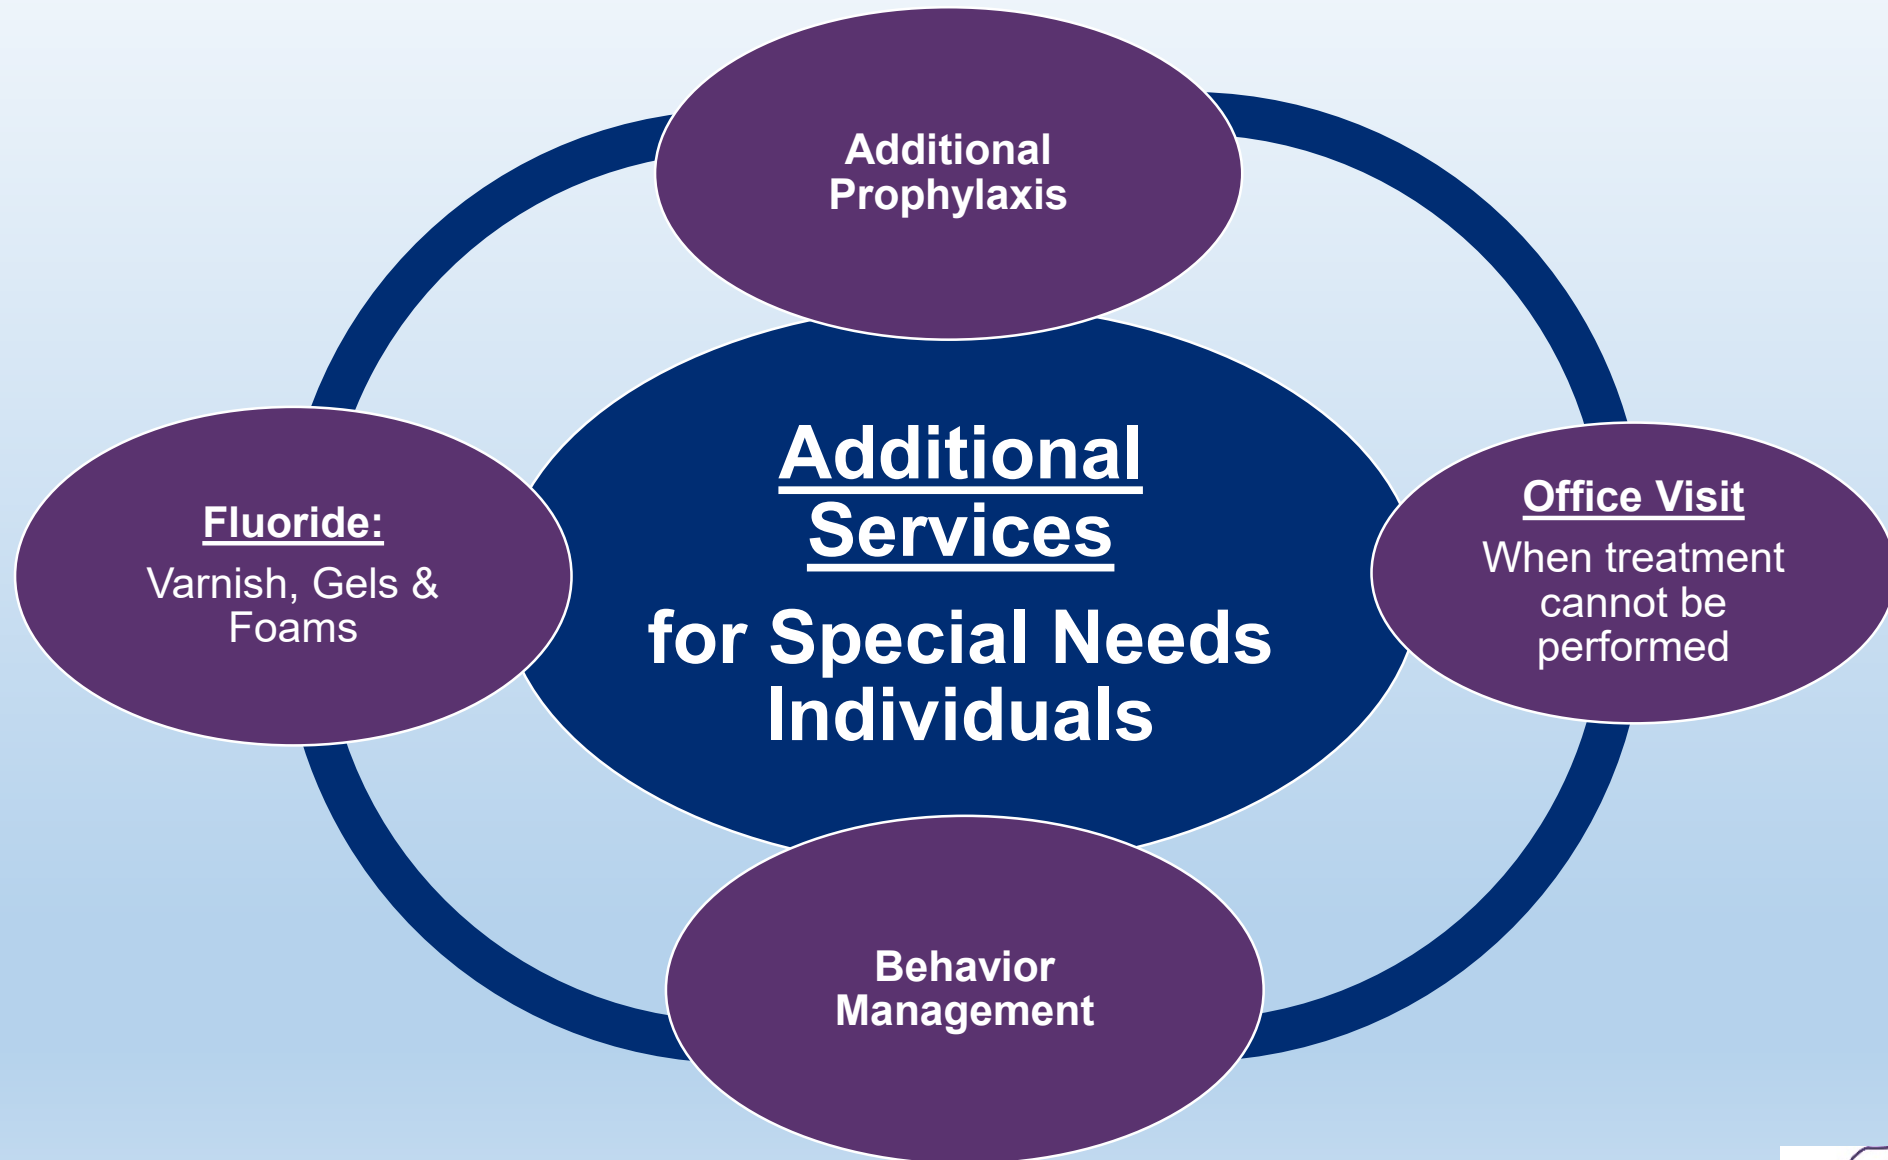 Additional
Prophylaxis
Additional
Services
for Special Needs
Individuals
Fluoride:
Varnish, Gels &
Foams
Office Visit
When treatment
cannot be
performed
Behavior
Management